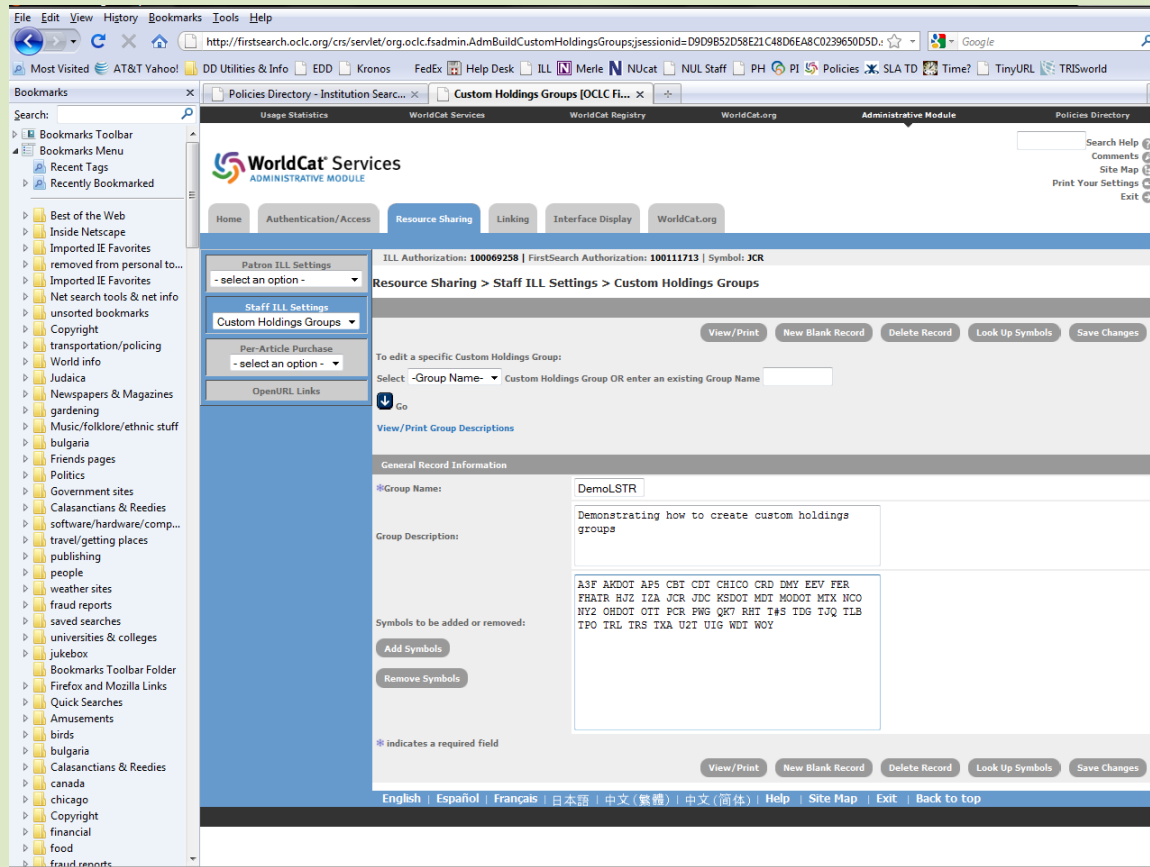 File Edit View History Bookmarks Tools Help
http://firstsearch.oclc.org/crs/servlet/org.oclc.fsadmin.AdmBuildCustomHoldingsGroups;jsessionid=D9D9B52D58E21C48D6EA8C0239650D5D.: Google
Most Visited AT&T Yahoo! DD Utilities & Info EDD Kronos FedEx Help Desk ILL Merle NUcat NUL Staff PH PI Policies SLA TD Time? TinyURL TRISworld
Bookmarks
Policies Directory - Institution Searc... Custom Holdings Groups [OCLC Fi...
Search:
Bookmarks Toolbar
Bookmarks Menu
Recent Tags
Recently Bookmarked
Best of the Web
Inside Netscape
Imported IE Favorites
removed from personal to...
Imported IE Favorites
Net search tools & net info
unsorted bookmarks
Copyright
transportation/policing
World info
Judaica
Newspapers & Magazines
gardening
Music/folklore/ethnic stuff
bulgaria
Friends pages
Politics
Government sites
Calasanctians & Reedies
software/hardware/comp...
travel/getting places
publishing
people
weather sites
fraud reports
saved searches
universities & colleges
jukebox
Bookmarks Toolbar Folder
Firefox and Mozilla Links
Quick Searches
Amusements
birds
bulgaria
Calasanctians & Reedies
canada
chicago
Copyright
financial
food
fraud reports
Usage Statistics WorldCat Services WorldCat Registry WorldCat.org Administrative Module Policies Directory
WorldCat Services
ADMINISTRATIVE MODULE
Search Help
Comments
Site Map
Print Your Settings
Exit
Home Authentication/Access Resource Sharing Linking Interface Display WorldCat.org
Patron ILL Settings
- select an option -
Staff ILL Settings
Custom Holdings Groups
Per-Article Purchase
- select an option -
OpenURL Links
ILL Authorization: 100069258 | FirstSearch Authorization: 100111713 | Symbol: JCR
Resource Sharing > Staff ILL Settings > Custom Holdings Groups
View/Print New Blank Record Delete Record Look Up Symbols Save Changes
To edit a specific Custom Holdings Group:
Select -Group Name- Custom Holdings Group OR enter an existing Group Name
Go
View/Print Group Descriptions
General Record Information
*Group Name: DemoLSTR
Group Description:
Demonstrating how to create custom holdings
groups
Symbols to be added or removed:
A3F AKDOT AP5 CBT CDT CHICO CRD DMY EEV FER
FHATR HJZ IZA JCR JDC KSDOT MDT MODOT MTX NCO
NY2 OHDOT OTT PCR PWG QK7 RHT T#S TDG TJQ TLB
TPO TRL TRS TXA U2T UIG WDT WOY
Add Symbols
Remove Symbols
* indicates a required field
View/Print New Blank Record Delete Record Look Up Symbols Save Changes
English | Español | Français | 日本語 | 中文(繁體) | 中文(简体) | Help | Site Map | Exit | Back to top